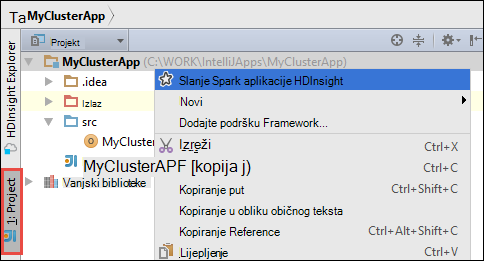 Ta MyClusterApp
Projekt
MyClusterApp (C:\WORK\IntelliJApps\MyClusterApp)
.idea
Izlaz
src
MyCluster
MyClusterAPF [kopija j)
Vanjski biblioteke
HDInsight Explorer
1: Project
Slanje Spark aplikacije HDInsight
Novi
Dodajte podršku Framework...
Izreži Ctrl+X
Ctrl+C
Kopiranje put Ctrl+Shift+C
Kopiranje u obliku običnog teksta
Kopiranje Reference Ctrl+Alt+Shift+C
Lijepljenje Ctrl+V